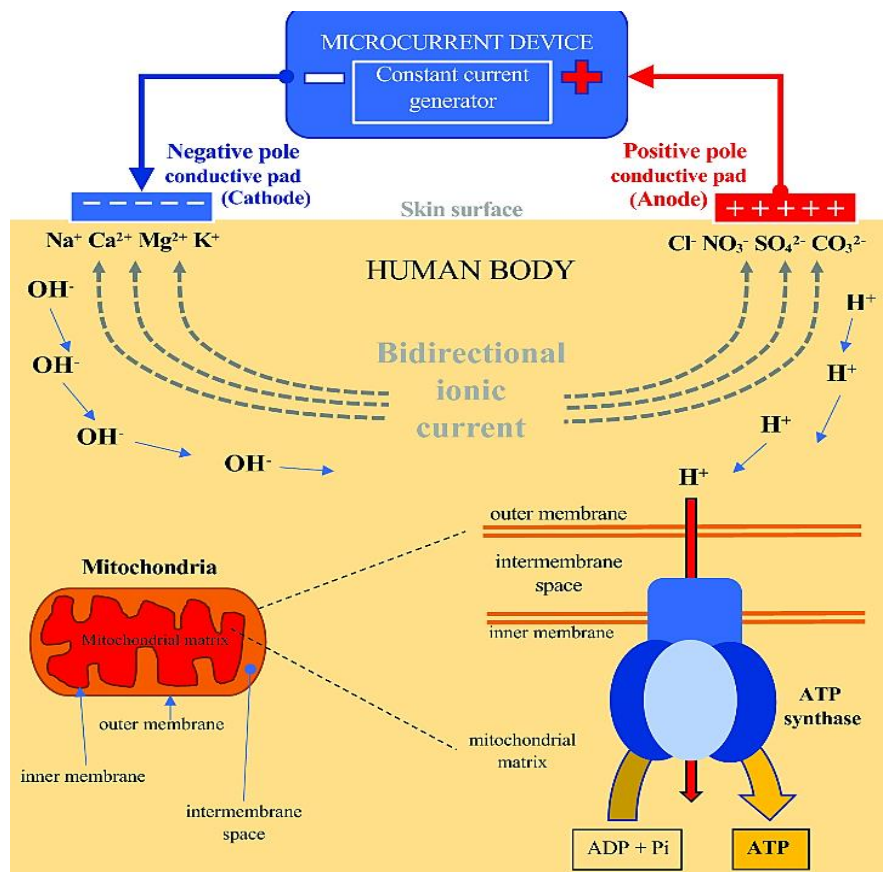 MICROCURRENT DEVICE
Constant current
generator
Negative pole
conductive pad
(Cathode)
Positive pole
conductive pad
(Anode)
− − − − − −
Skin surface
+ + + + +
Na⁺ Ca²⁺ Mg²⁺ K⁺
Cl⁻ NO₃⁻ SO₄²⁻ CO₃²⁻
HUMAN BODY
OH⁻
H⁺
Bidirectional
ionic
current
OH⁻
H⁺
OH⁻
H⁺
OH⁻
H⁺
outer membrane
intermembrane
space
inner membrane
Mitochondria
Mitochondrial matrix
outer membrane
inner membrane
intermembrane
space
ATP
synthase
mitochondrial
matrix
ADP + Pi
ATP